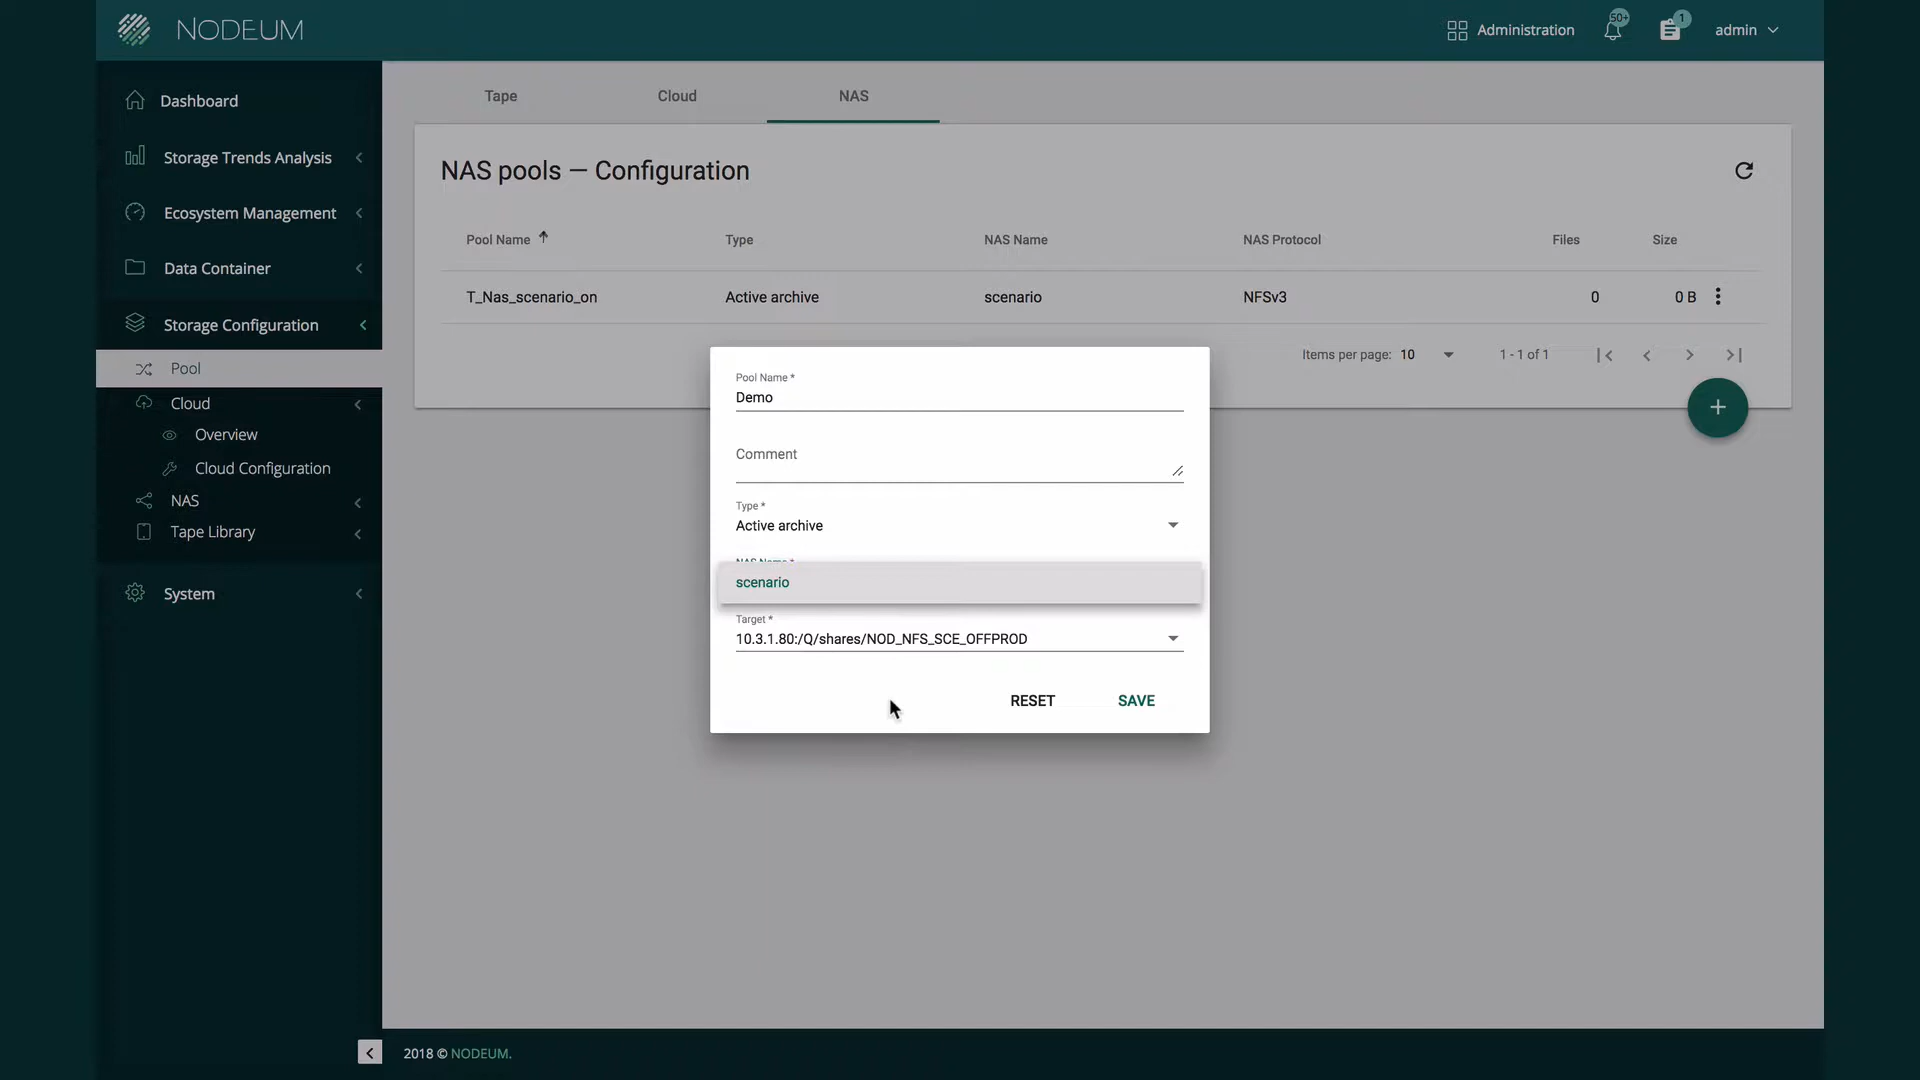 NODEUM
Administration
50+
1
admin
Dashboard
Storage Trends Analysis
Ecosystem Management
Data Container
Storage Configuration
Pool
Cloud
Overview
Cloud Configuration
NAS
Tape Library
System
Tape Cloud NAS
NAS pools — Configuration
Pool Name Type NAS Name NAS Protocol Files Size
T_Nas_scenario_on Active archive scenario NFSv3 0 0 B
Items per page: 10 1 - 1 of 1
Pool Name *
Demo
Comment
Type *
Active archive
NAS Name *
scenario
Target *
10.3.1.80:/Q/shares/NOD_NFS_SCE_OFFPROD
RESET SAVE
2018 © NODEUM.